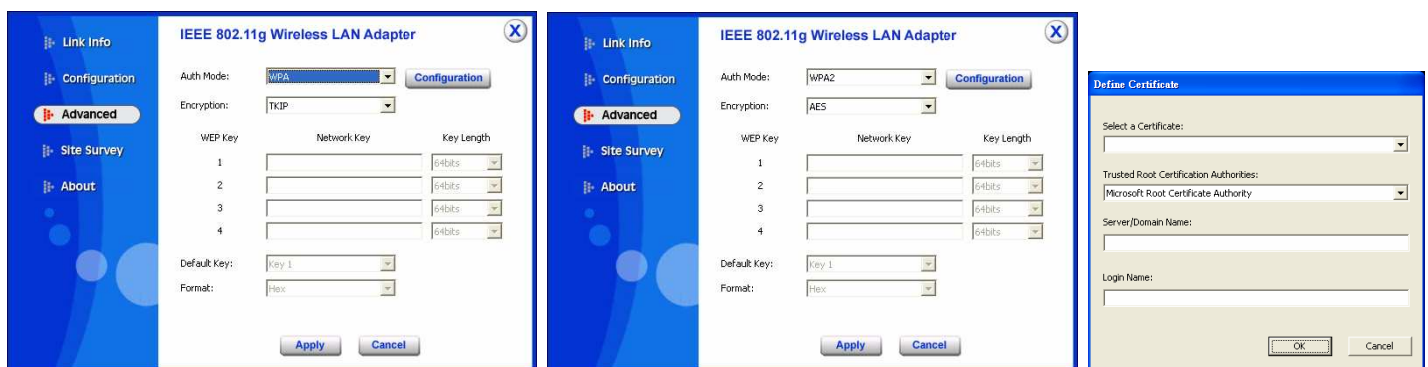 Link Info
Configuration
Advanced
Site Survey
About
IEEE 802.11g Wireless LAN Adapter
X
Auth Mode: WPA Configuration
Encryption: TKIP
WEP Key Network Key Key Length
1 64bits
2 64bits
3 64bits
4 64bits
Default Key: Key 1
Format: Hex
Apply Cancel
Link Info
Configuration
Advanced
Site Survey
About
IEEE 802.11g Wireless LAN Adapter
X
Auth Mode: WPA2 Configuration
Encryption: AES
WEP Key Network Key Key Length
1 64bits
2 64bits
3 64bits
4 64bits
Default Key: Key 1
Format: Hex
Apply Cancel
Define Certificate
Select a Certificate:
Trusted Root Certification Authorities:
Microsoft Root Certificate Authority
Server/Domain Name:
Login Name:
OK Cancel